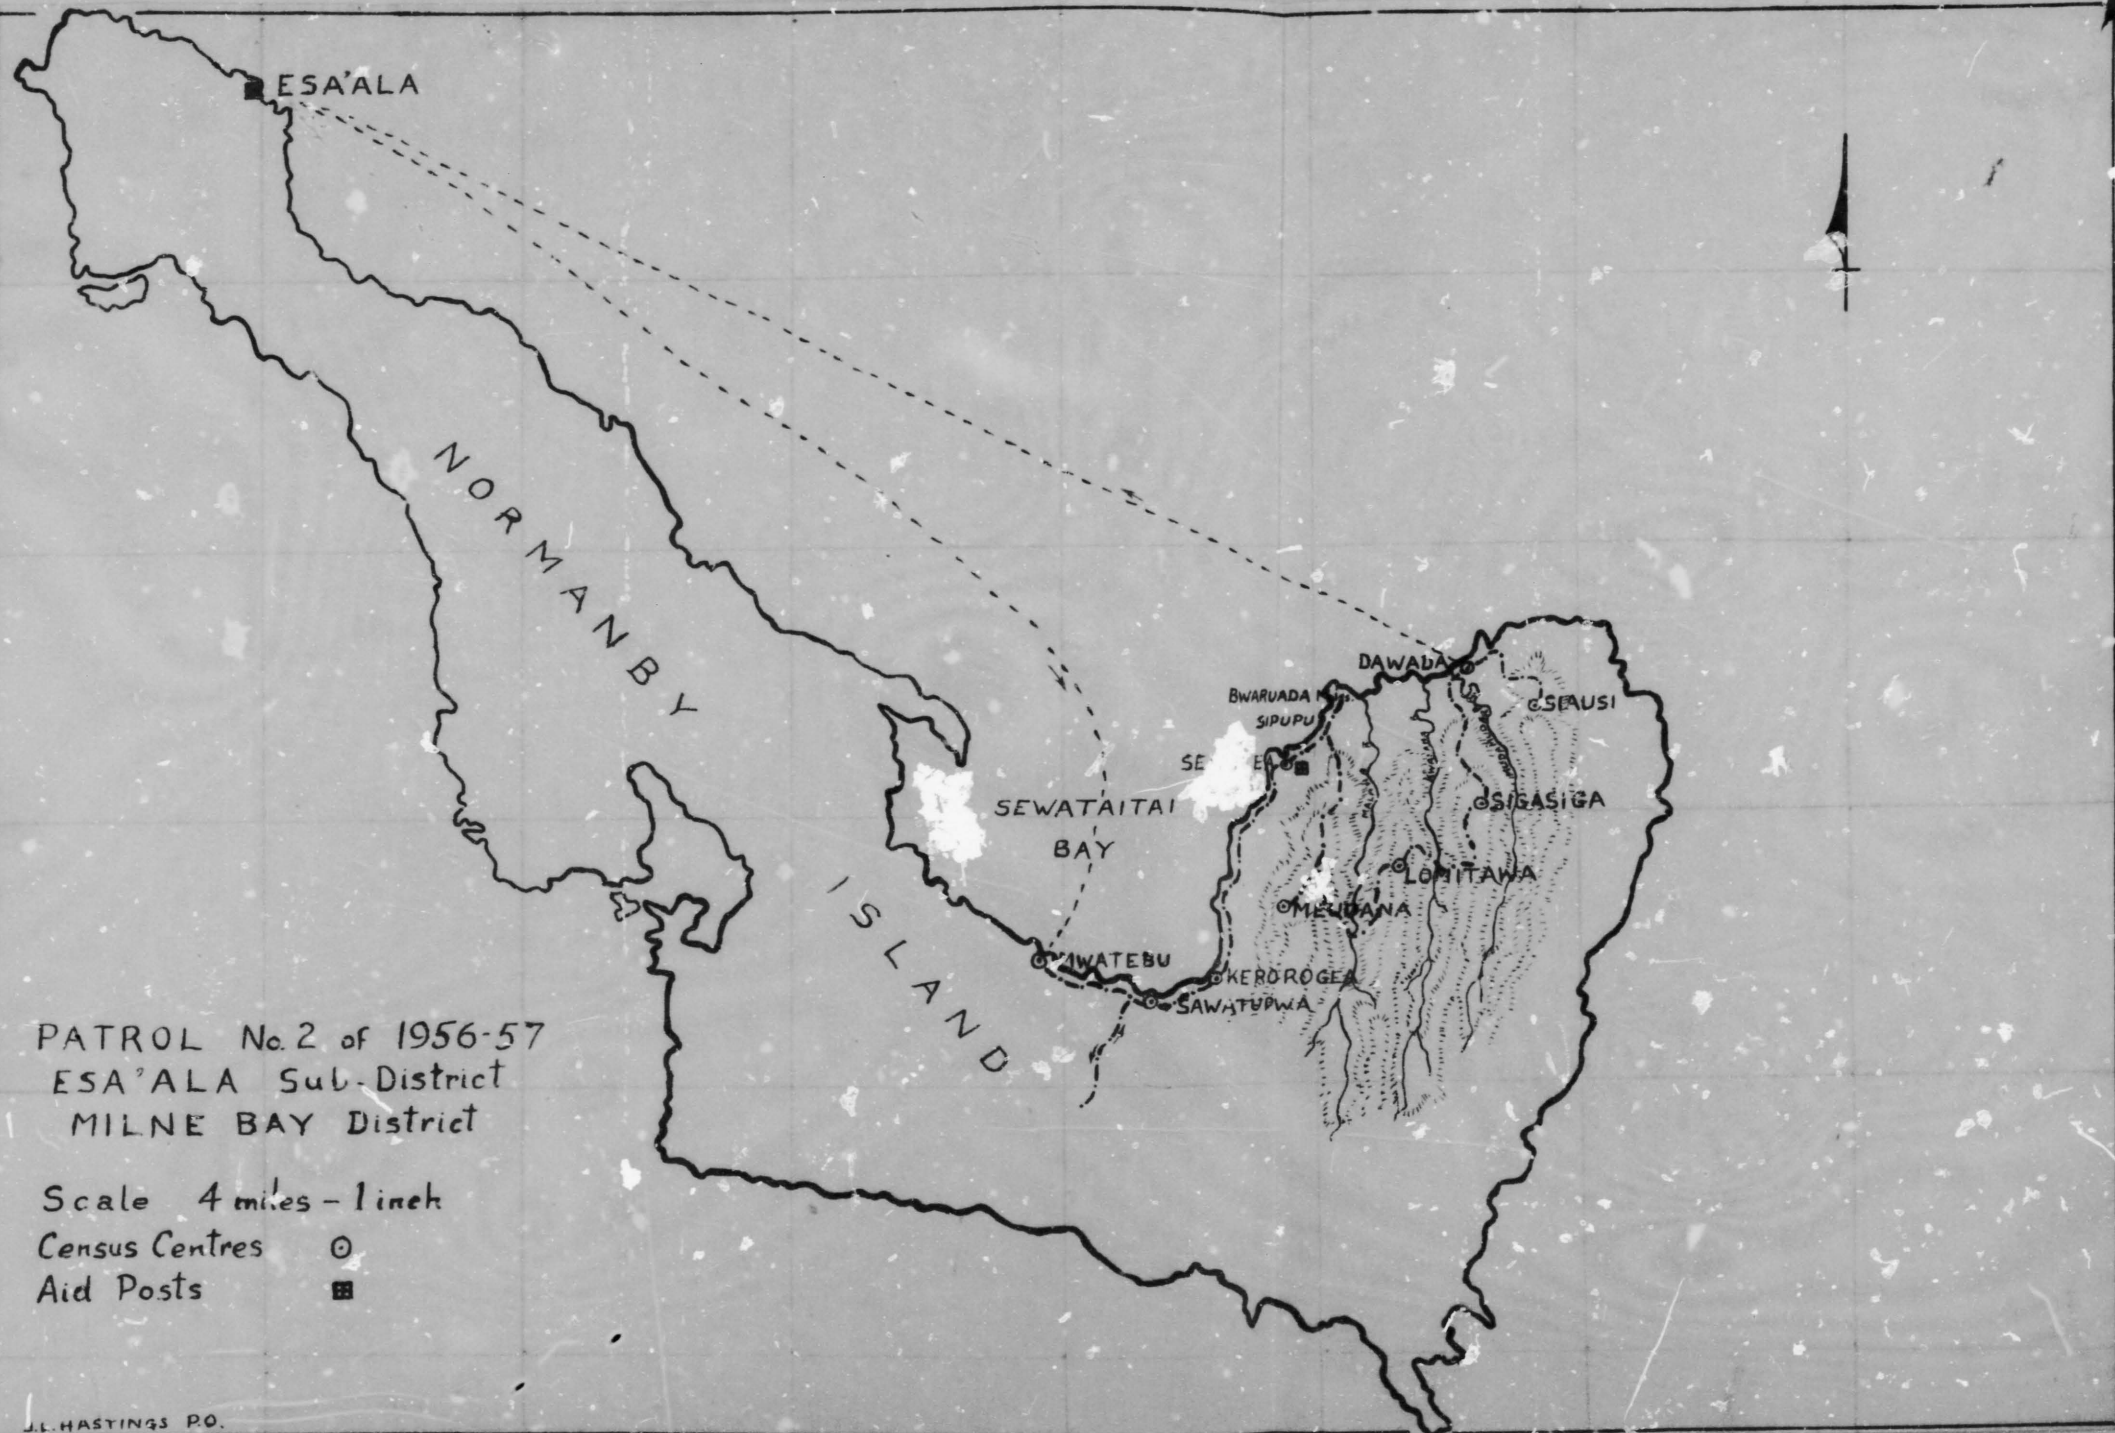 ESA'ALA
NORMANBY
ISLAND
DAWADA
BWARUADA
SIPUPU
SEAUSI
SEWATAITAI
BAY
SIGASIGA
LOMITAWA
MEUDANA
KEROROGEA
SAWATUPWA
PATROL No. 2 of 1956-57
ESA'ALA Sub-District
MILNE BAY District
Scale 4 miles - 1 inch
Census Centres
Aid Posts
J.L. HASTINGS P.O.